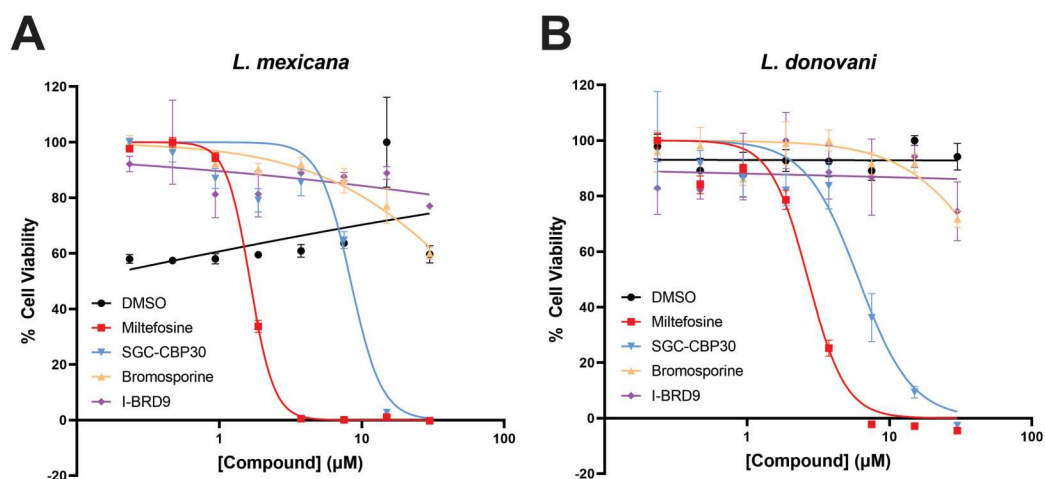 A
L. mexicana
120
100
80
60
40
20
0
-20
% Cell Viability
DMSO
Miltefosine
SGC-CBP30
Bromosporine
I-BRD9
1
10
100
[Compound] (µM)
B
L. donovani
120
100
80
60
40
20
0
-20
% Cell Viability
DMSO
Miltefosine
SGC-CBP30
Bromosporine
I-BRD9
1
10
100
[Compound] (µM)